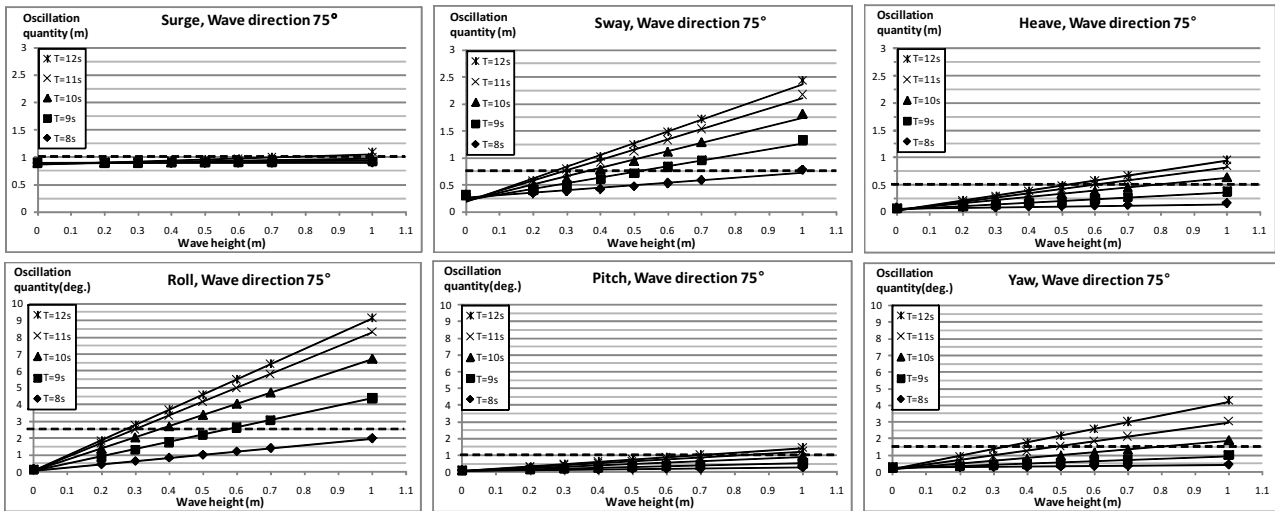 Surge, Wave direction 75°
Oscillation
quantity (m)
3
2.5
2
1.5
1
0.5
0
T=12s
T=11s
T=10s
T=9s
T=8s
0 0.1 0.2 0.3 0.4 0.5 0.6 0.7 0.8 0.9 1 1.1
Wave height (m)
Sway, Wave direction 75°
Oscillation
quantity (m)
3
2.5
2
1.5
1
0.5
0
T=12s
T=11s
T=10s
T=9s
T=8s
0 0.1 0.2 0.3 0.4 0.5 0.6 0.7 0.8 0.9 1 1.1
Wave height (m)
Heave, Wave direction 75°
Oscillation
quantity (m)
3
2.5
2
1.5
1
0.5
0
T=12s
T=11s
T=10s
T=9s
T=8s
0 0.1 0.2 0.3 0.4 0.5 0.6 0.7 0.8 0.9 1 1.1
Wave height (m)
Roll, Wave direction 75°
Oscillation
quantity(deg.)
10
9
8
7
6
5
4
3
2
1
0
T=12s
T=11s
T=10s
T=9s
T=8s
0 0.1 0.2 0.3 0.4 0.5 0.6 0.7 0.8 0.9 1 1.1
Wave height (m)
Pitch, Wave direction 75°
Oscillation
quantity(deg.)
10
9
8
7
6
5
4
3
2
1
0
T=12s
T=11s
T=10s
T=9s
T=8s
0 0.1 0.2 0.3 0.4 0.5 0.6 0.7 0.8 0.9 1 1.1
Wave height (m)
Yaw, Wave direction 75°
Oscillation
quantity(deg.)
10
9
8
7
6
5
4
3
2
1
0
T=12s
T=11s
T=10s
T=9s
T=8s
0 0.1 0.2 0.3 0.4 0.5 0.6 0.7 0.8 0.9 1 1.1
Wave height (m)